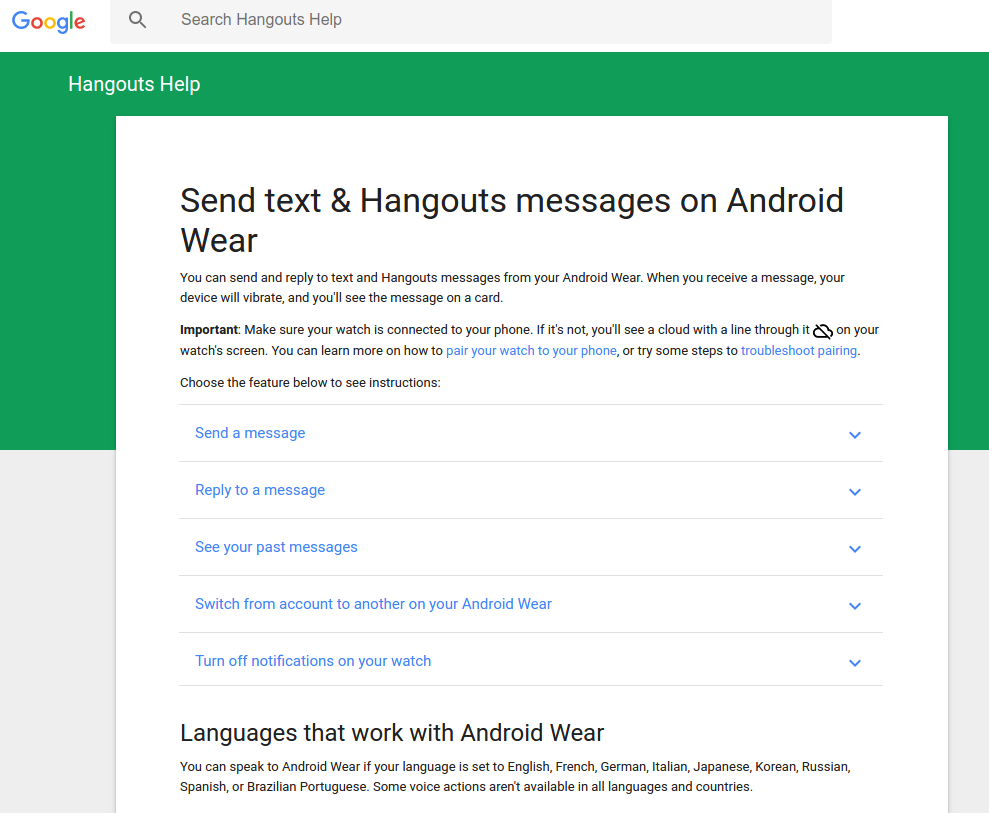 Google
Search Hangouts Help
Hangouts Help
Send text & Hangouts messages on Android
Wear
You can send and reply to text and Hangouts messages from your Android Wear. When you receive a message, your
device will vibrate, and you'll see the message on a card.
Important: Make sure your watch is connected to your phone. If it's not, you'll see a cloud with a line through it on your
watch's screen. You can learn more on how to pair your watch to your phone, or try some steps to troubleshoot pairing.
Choose the feature below to see instructions:
Send a message
Reply to a message
See your past messages
Switch from account to another on your Android Wear
Turn off notifications on your watch
Languages that work with Android Wear
You can speak to Android Wear if your language is set to English, French, German, Italian, Japanese, Korean, Russian,
Spanish, or Brazilian Portuguese. Some voice actions aren't available in all languages and countries.